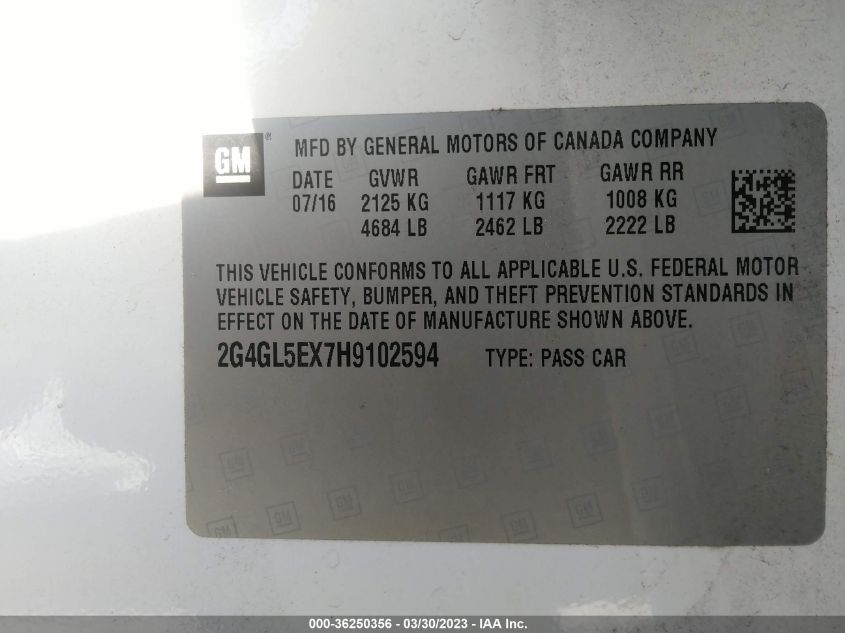 GM® MFD BY GENERAL MOTORS OF CANADA COMPANY
DATE GVWR GAWR FRT GAWR RR
07/16 2125 KG 1117 KG 1008 KG
4684 LB 2462 LB 2222 LB
THIS VEHICLE CONFORMS TO ALL APPLICABLE U.S. FEDERAL MOTOR
VEHICLE SAFETY, BUMPER, AND THEFT PREVENTION STANDARDS IN
EFFECT ON THE DATE OF MANUFACTURE SHOWN ABOVE.
2G4GL5EX7H9102594 TYPE: PASS CAR
000-36250356 - 03/30/2023 - IAA Inc.